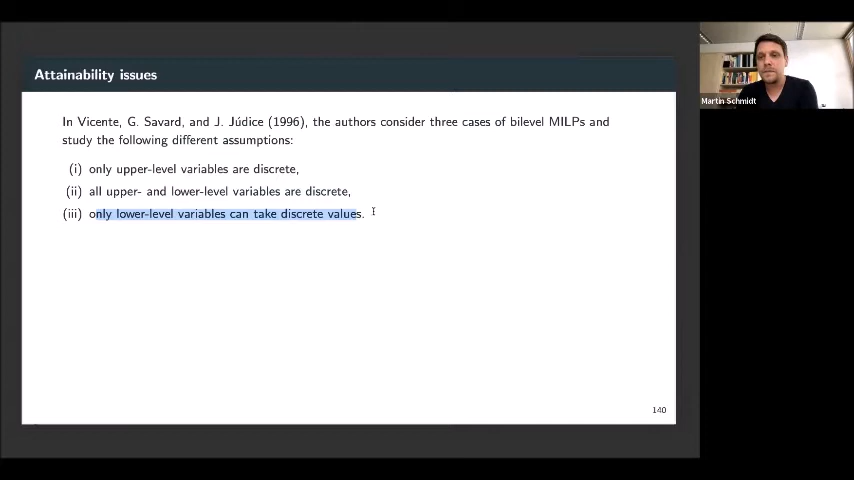 Attainability issues
In Vicente, G. Savard, and J. Júdice (1996), the authors consider three cases of bilevel MILPs and
study the following different assumptions:
(i) only upper-level variables are discrete,
(ii) all upper- and lower-level variables are discrete,
(iii) only lower-level variables can take discrete values.
140
Martin Schmidt